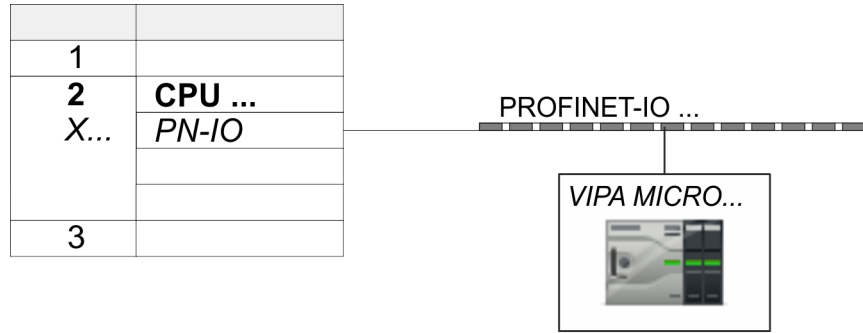 1
2 CPU ...
X... PN-IO
3
PROFINET-IO ...
VIPA MICRO...